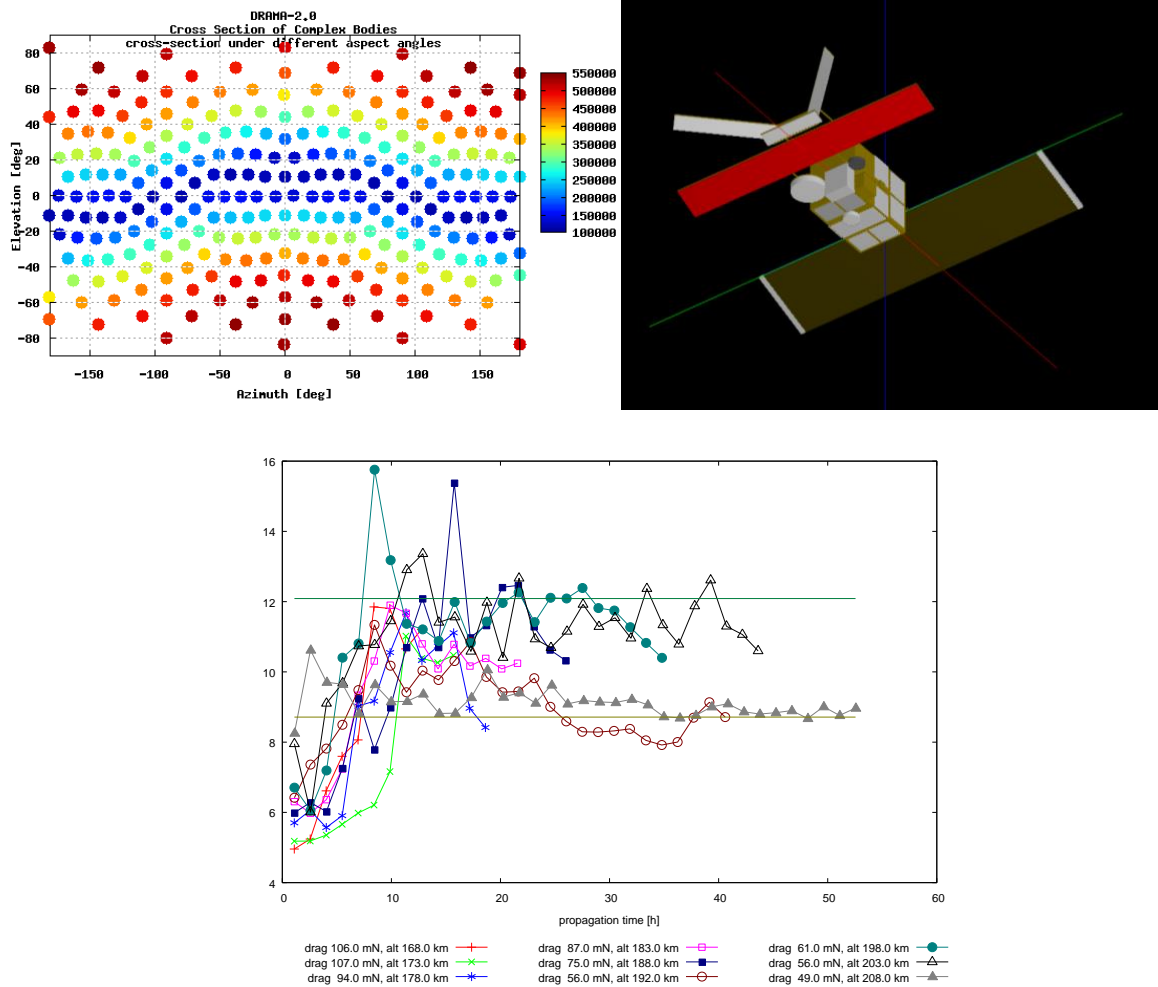 DRAMA-2.0
Cross Section of Complex Bodies
cross-section under different aspect angles
Elevation [deg]
80
60
40
20
0
-20
-40
-60
-80
-150 -100 -50 0 50 100 150
Azimuth [deg]
550000
500000
450000
400000
350000
300000
250000
200000
150000
100000
16
14
12
10
8
6
4
0 10 20 30 40 50 60
propagation time [h]
drag 106.0 mN, alt 168.0 km drag 87.0 mN, alt 183.0 km drag 61.0 mN, alt 198.0 km
drag 107.0 mN, alt 173.0 km drag 75.0 mN, alt 188.0 km drag 56.0 mN, alt 203.0 km
drag 94.0 mN, alt 178.0 km drag 56.0 mN, alt 192.0 km drag 49.0 mN, alt 208.0 km